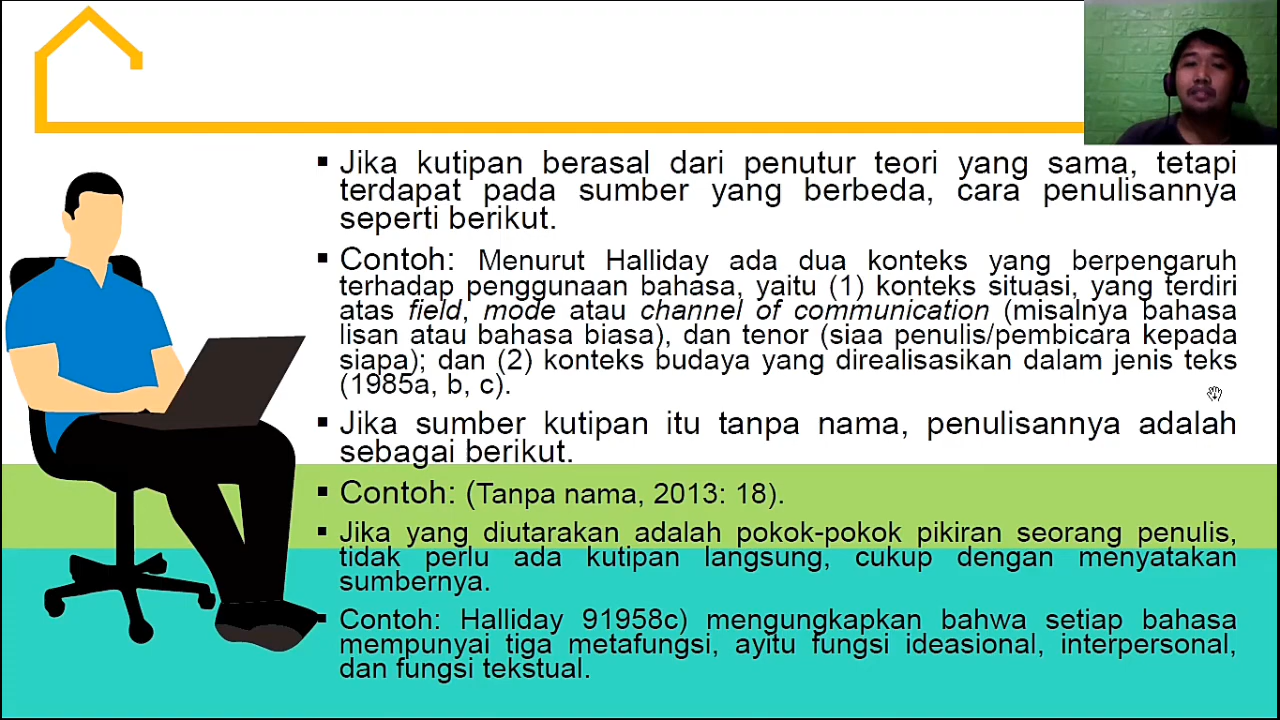 ▪ Jika kutipan berasal dari penutur teori yang sama, tetapi
terdapat pada sumber yang berbeda, cara penulisannya
seperti berikut.
▪ Contoh: Menurut Halliday ada dua konteks yang berpengaruh
terhadap penggunaan bahasa, yaitu (1) konteks situasi, yang terdiri
atas field, mode atau channel of communication (misalnya bahasa
lisan atau bahasa biasa), dan tenor (siaa penulis/pembicara kepada
siapa); dan (2) konteks budaya yang direalisasikan dalam jenis teks
(1985a, b, c).
▪ Jika sumber kutipan itu tanpa nama, penulisannya adalah
sebagai berikut.
▪ Contoh: (Tanpa nama, 2013: 18).
▪ Jika yang diutarakan adalah pokok-pokok pikiran seorang penulis,
tidak perlu ada kutipan langsung, cukup dengan menyatakan
sumbernya.
▪ Contoh: Halliday 91958c) mengungkapkan bahwa setiap bahasa
mempunyai tiga metafungsi, ayitu fungsi ideasional, interpersonal,
dan fungsi tekstual.